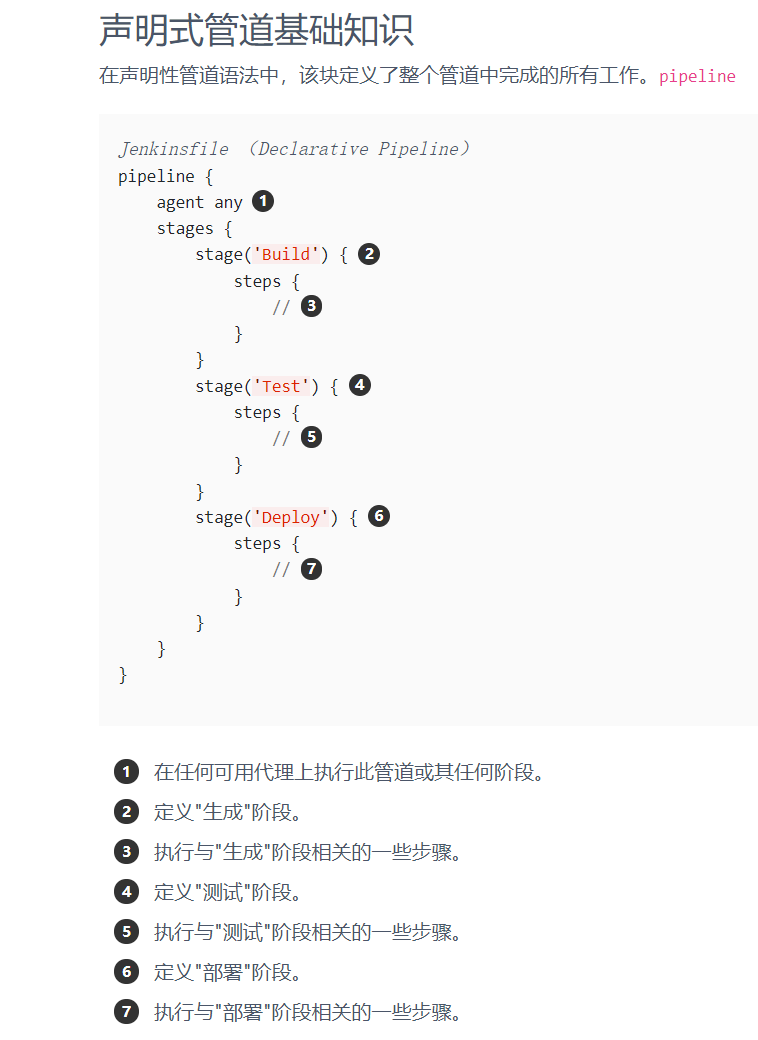 声明式管道基础知识
在声明性管道语法中，该块定义了整个管道中完成的所有工作。pipeline
Jenkinsfile （Declarative Pipeline）
pipeline {
    agent any 1
    stages {
        stage('Build') { 2
            steps {
                // 3
            }
        }
        stage('Test') { 4
            steps {
                // 5
            }
        }
        stage('Deploy') { 6
            steps {
                // 7
            }
        }
    }
}
1 在任何可用代理上执行此管道或其任何阶段。
2 定义"生成"阶段。
3 执行与"生成"阶段相关的一些步骤。
4 定义"测试"阶段。
5 执行与"测试"阶段相关的一些步骤。
6 定义"部署"阶段。
7 执行与"部署"阶段相关的一些步骤。